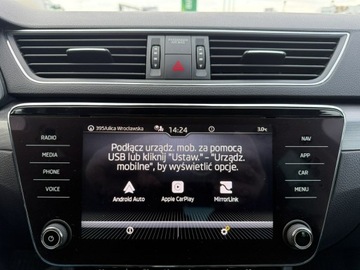 395/ulica Wrocławska
14:24
3.0°C
RADIO
MEDIA
PHONE
VOICE
Podłącz urządz. mob. za pomocą
USB lub kliknij "Ustaw." - "Urządz.
mobilne", by wyświetlić opcje.
Android Auto
Apple CarPlay
MirrorLink
NAV
APP
CAR
MENU